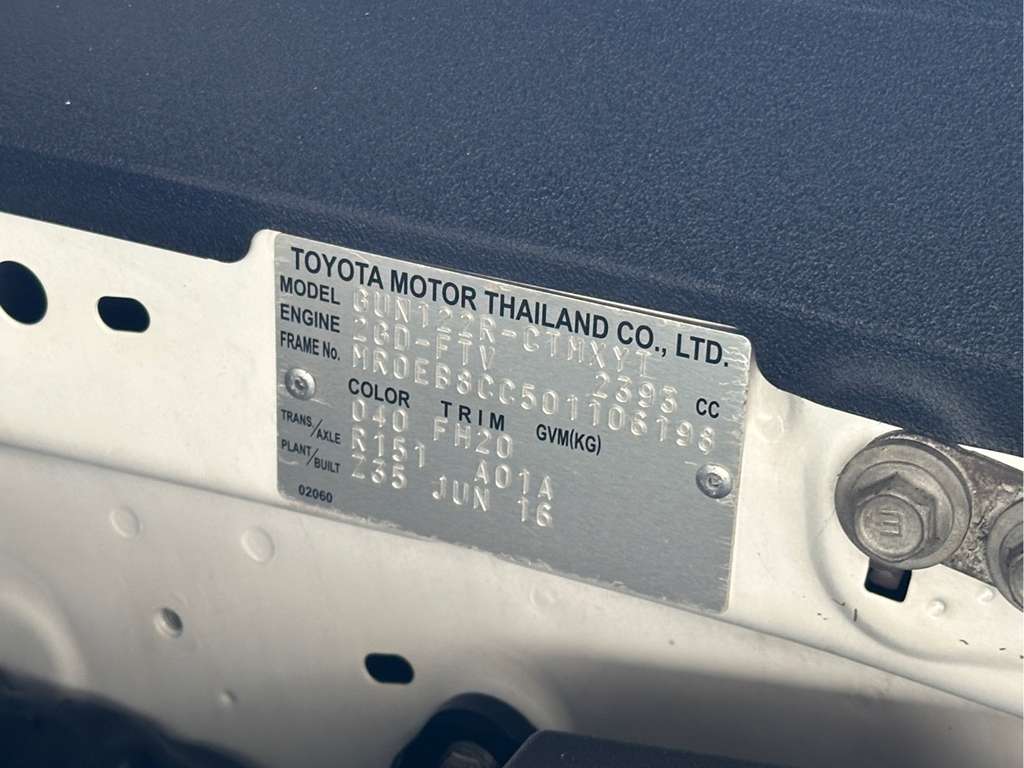 TOYOTA MOTOR THAILAND CO., LTD.
MODEL GUN122R-CTMXYT
ENGINE 2GD-FTV 2393 CC
FRAME No. MR0EB8CC501106198
COLOR TRIM GVM(KG)
040 FH20
TRANS/AXLE R151 A01A
PLANT/BUILT Z35 JUN 16
02060